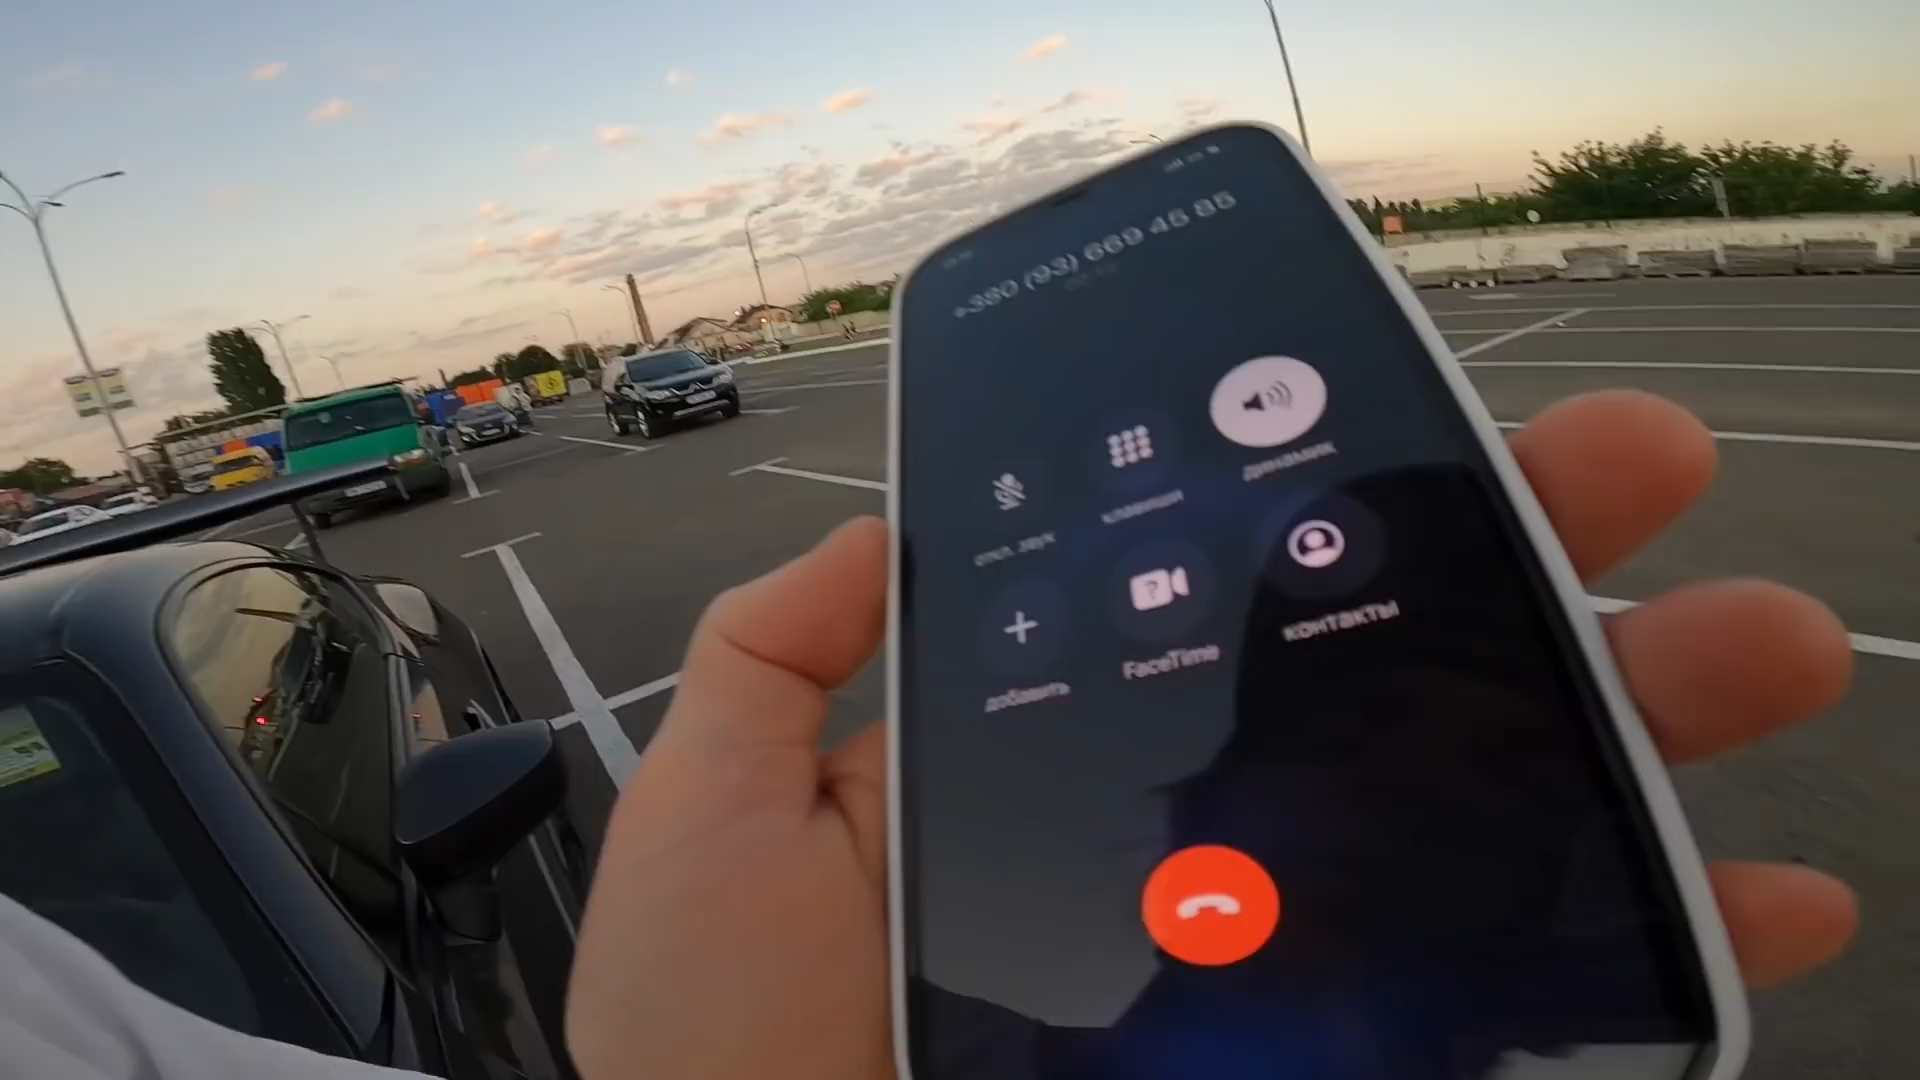 +380 (93) 669 46 85
откл. звук
клавиши
динамик
добавить
FaceTime
контакты